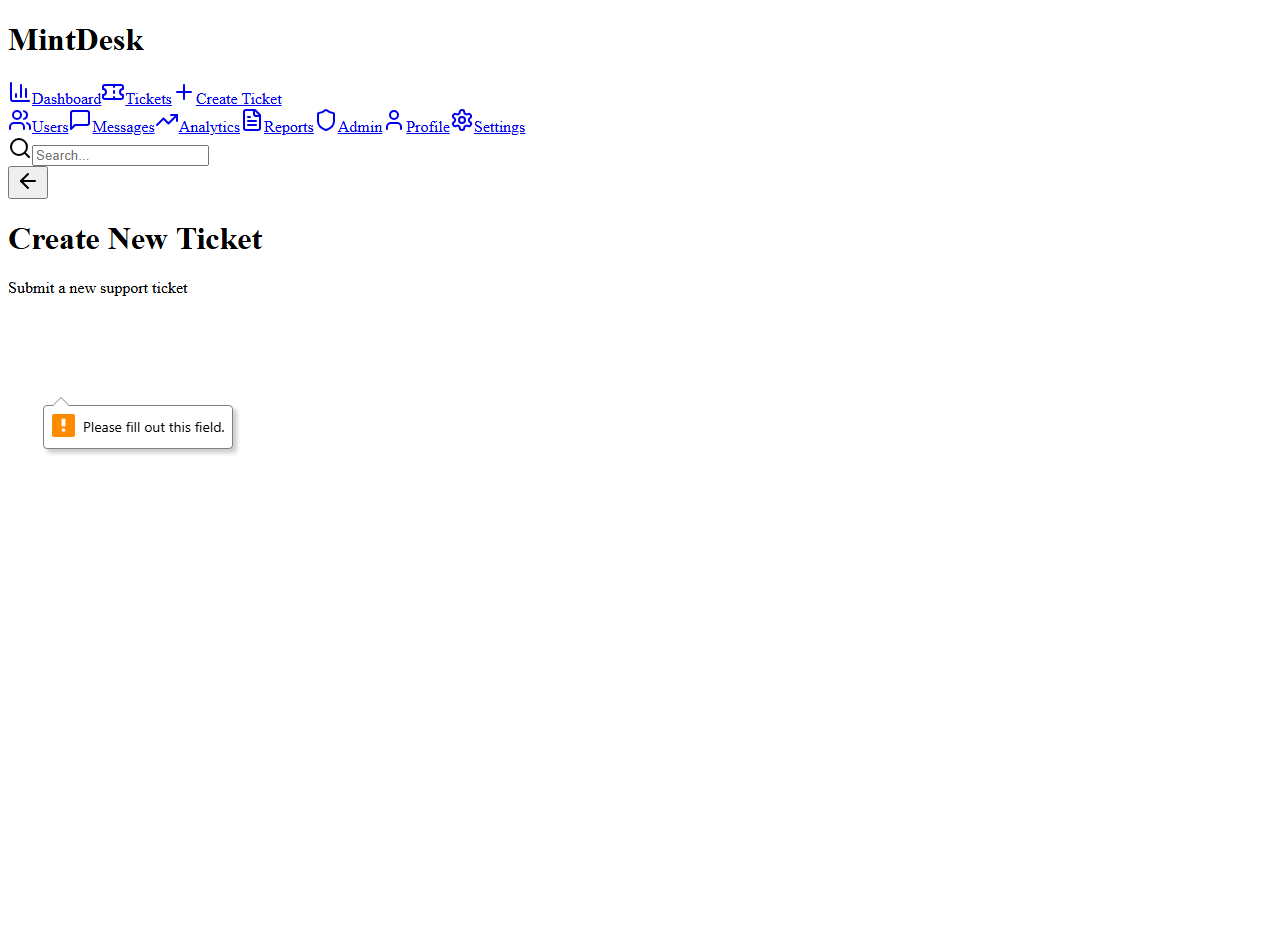 MintDesk
Dashboard Tickets Create Ticket
Users Messages Analytics Reports Admin Profile Settings
Search...
Create New Ticket
Submit a new support ticket
Please fill out this field.